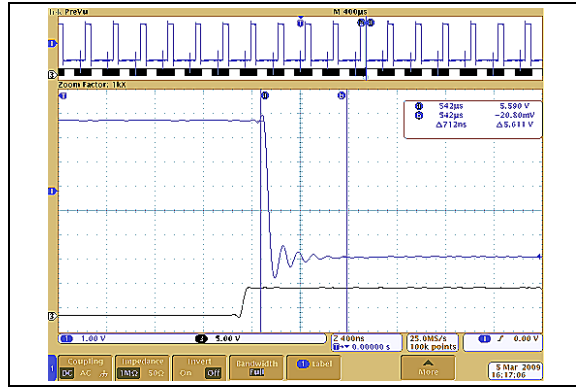 Tek PreVu M 400µs
Zoom Factor: 1kX
a 542µs 5.590 V
b 542µs −20.80mV
Δ712ns Δ5.611 V
1 1.00 V 3 5.00 V Z 400ns 25.0MS/s 1 0.00 V
0.00000 s 100k points
Coupling Impedance Invert Bandwidth 1 Label
DC AC 1MΩ 50Ω On Off Full More
5 Mar 2009
16:17:06